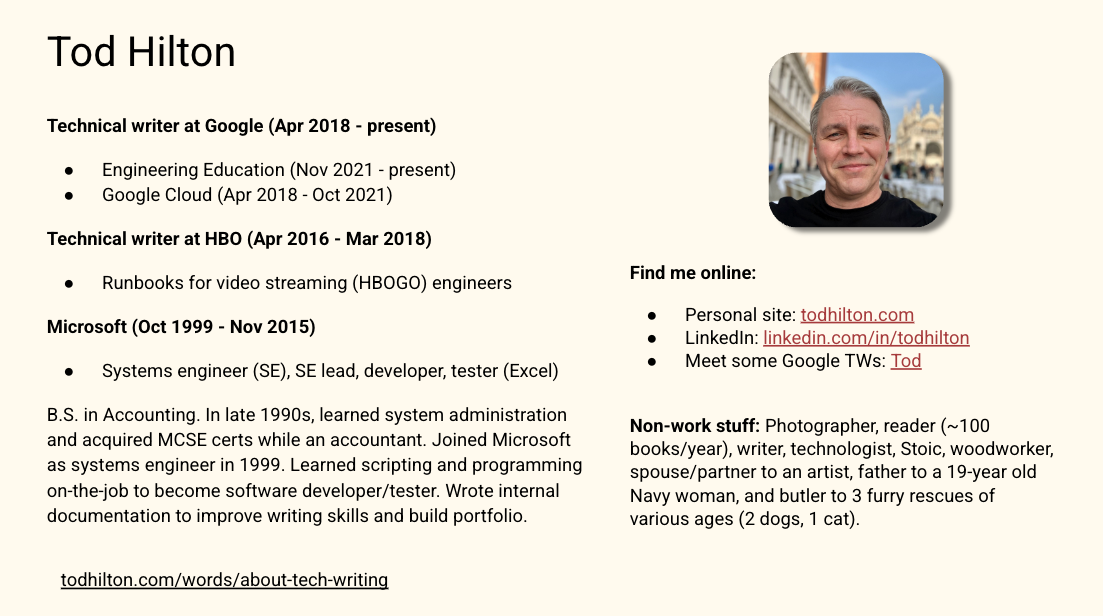 Tod Hilton
Technical writer at Google (Apr 2018 - present)
● Engineering Education (Nov 2021 - present)
● Google Cloud (Apr 2018 - Oct 2021)
Technical writer at HBO (Apr 2016 - Mar 2018)
● Runbooks for video streaming (HBOGO) engineers
Microsoft (Oct 1999 - Nov 2015)
● Systems engineer (SE), SE lead, developer, tester (Excel)
B.S. in Accounting. In late 1990s, learned system administration
and acquired MCSE certs while an accountant. Joined Microsoft
as systems engineer in 1999. Learned scripting and programming
on-the-job to become software developer/tester. Wrote internal
documentation to improve writing skills and build portfolio.
todhilton.com/words/about-tech-writing
Find me online:
● Personal site: todhilton.com
● LinkedIn: linkedin.com/in/todhilton
● Meet some Google TWs: Tod
Non-work stuff: Photographer, reader (~100
books/year), writer, technologist, Stoic, woodworker,
spouse/partner to an artist, father to a 19-year old
Navy woman, and butler to 3 furry rescues of
various ages (2 dogs, 1 cat).